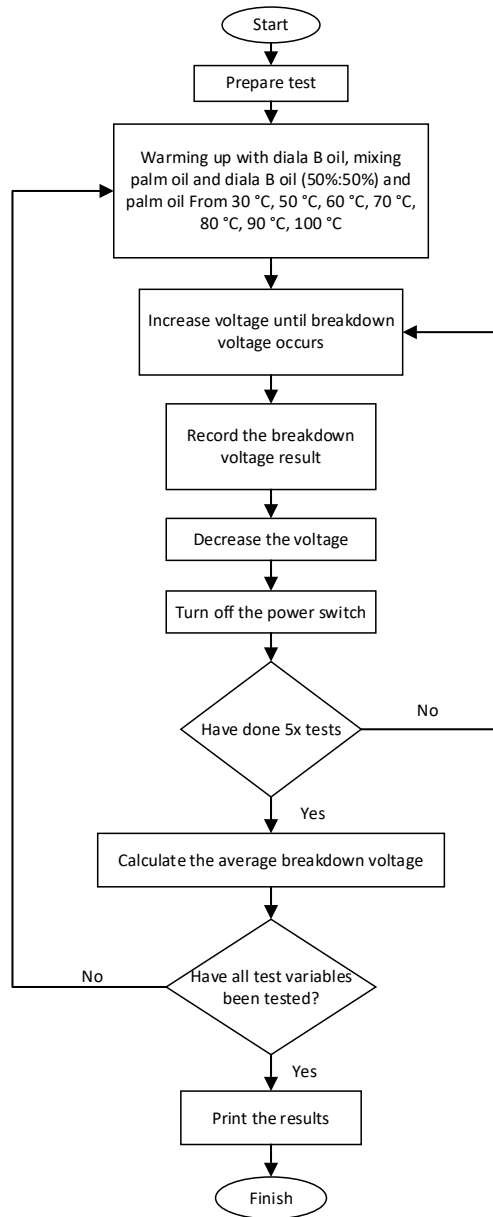 Start
Prepare test
Warming up with diala B oil, mixing
palm oil and diala B oil (50%:50%) and
palm oil From 30 °C, 50 °C, 60 °C, 70 °C,
80 °C, 90 °C, 100 °C
Increase voltage until breakdown
voltage occurs
Record the breakdown
voltage result
Decrease the voltage
Turn off the power switch
Have done 5x tests
No
Yes
Calculate the average breakdown voltage
Have all test variables
been tested?
No
Yes
Print the results
Finish